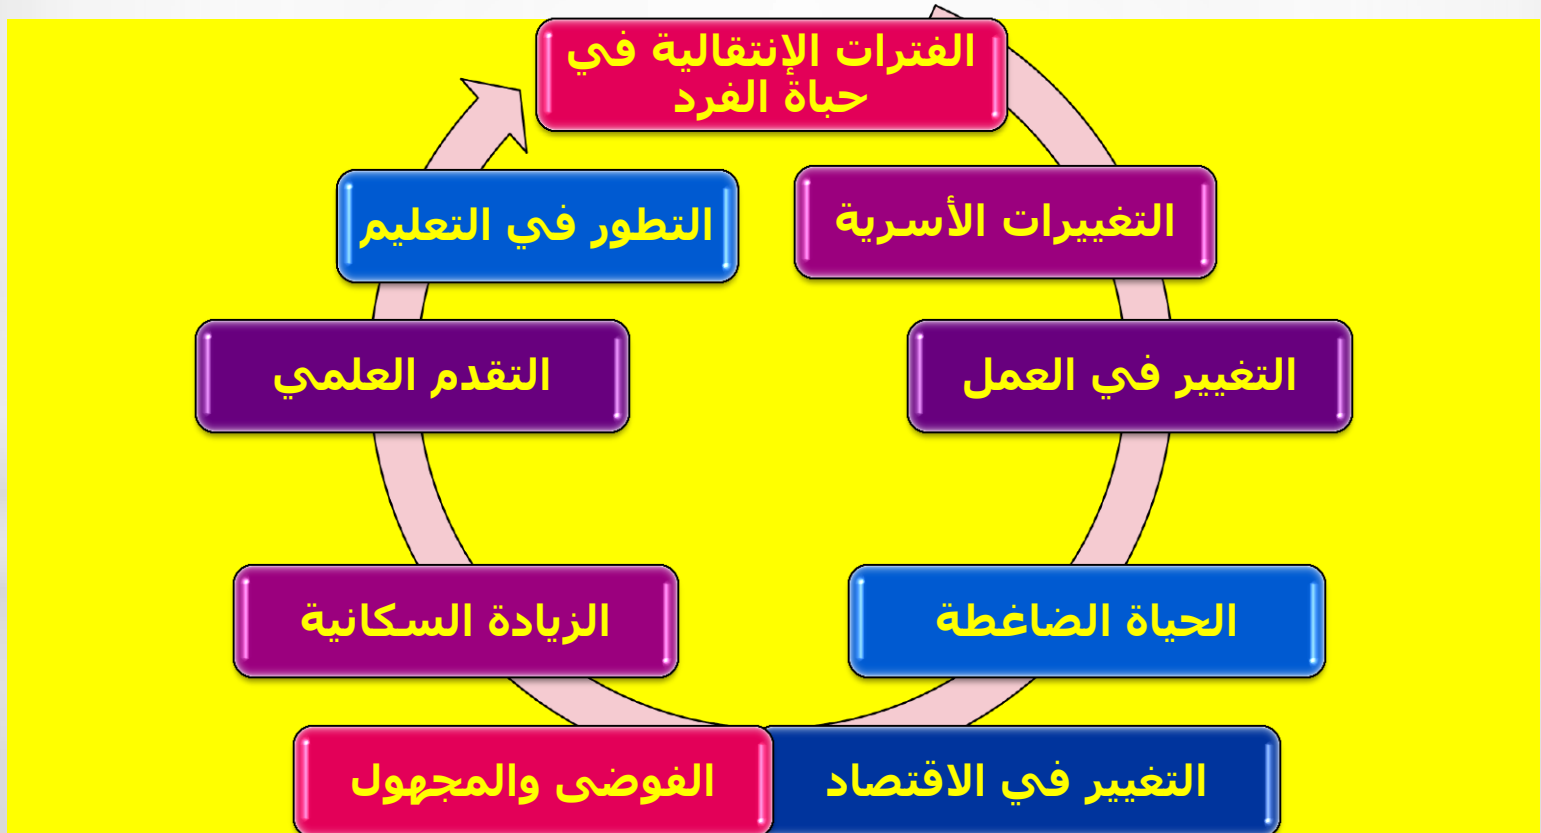 الفترات الإنتقالية في
حباة الفرد
التغييرات الأسرية
التغيير في العمل
الحياة الضاغطة
التغيير في الاقتصاد
الفوضى والمجهول
الزيادة السكانية
التقدم العلمي
التطور في التعليم